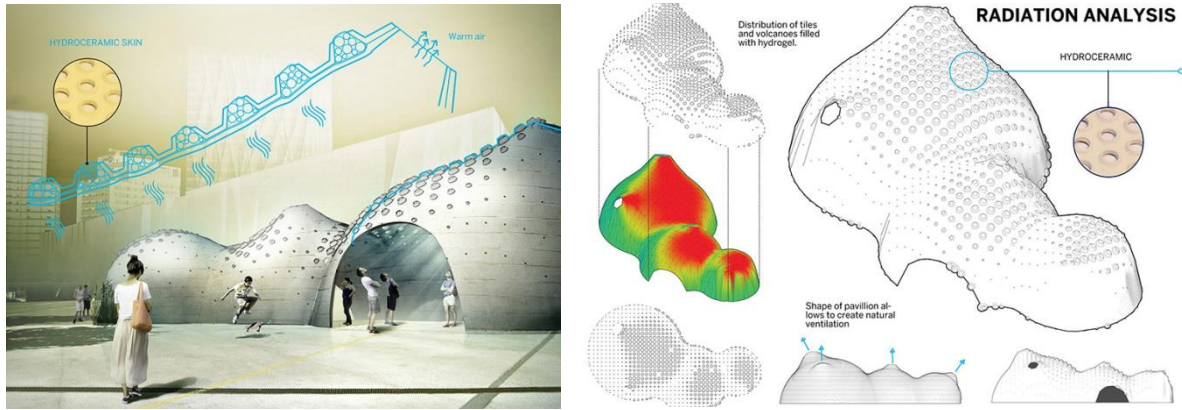 HYDROCERAMIC SKIN
Warm air
Distribution of tiles
and volcanoes filled
with hydrogel.
RADIATION ANALYSIS
HYDROCERAMIC
Shape of pavillion al-
lows to create natural
ventilation